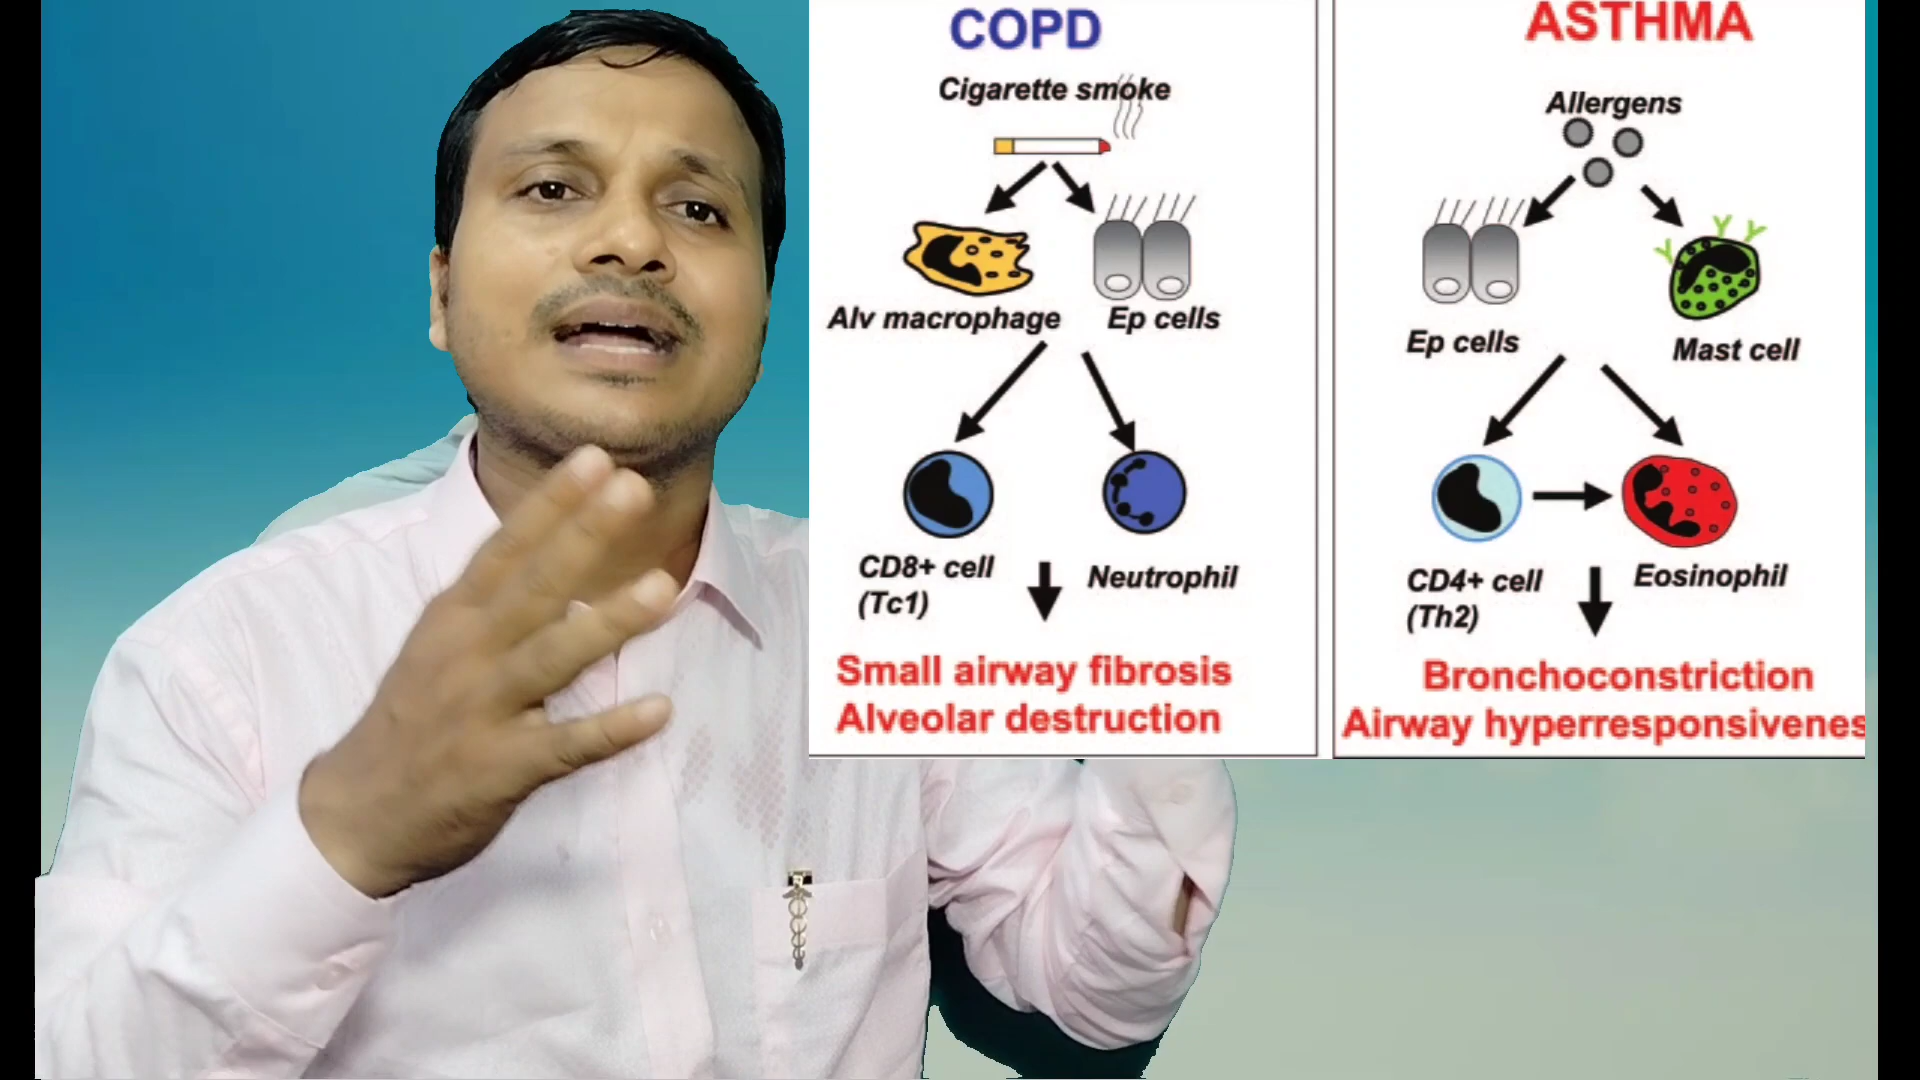 COPD
Cigarette smoke
Alv macrophage
Ep cells
CD8+ cell
(Tc1)
Neutrophil
Small airway fibrosis
Alveolar destruction
ASTHMA
Allergens
Ep cells
Mast cell
CD4+ cell
(Th2)
Eosinophil
Bronchoconstriction
Airway hyperresponsivenes